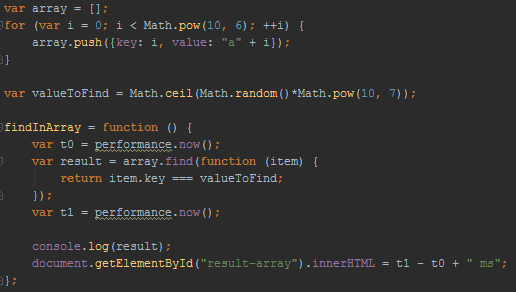 var array = [];
for (var i = 0; i < Math.pow(10, 6); ++i) {
    array.push({key: i, value: "a" + i});
}

var valueToFind = Math.ceil(Math.random()*Math.pow(10, 7));

findInArray = function () {
    var t0 = performance.now();
    var result = array.find(function (item) {
        return item.key === valueToFind;
    });
    var t1 = performance.now();

    console.log(result);
    document.getElementById("result-array").innerHTML = t1 - t0 + " ms";
};